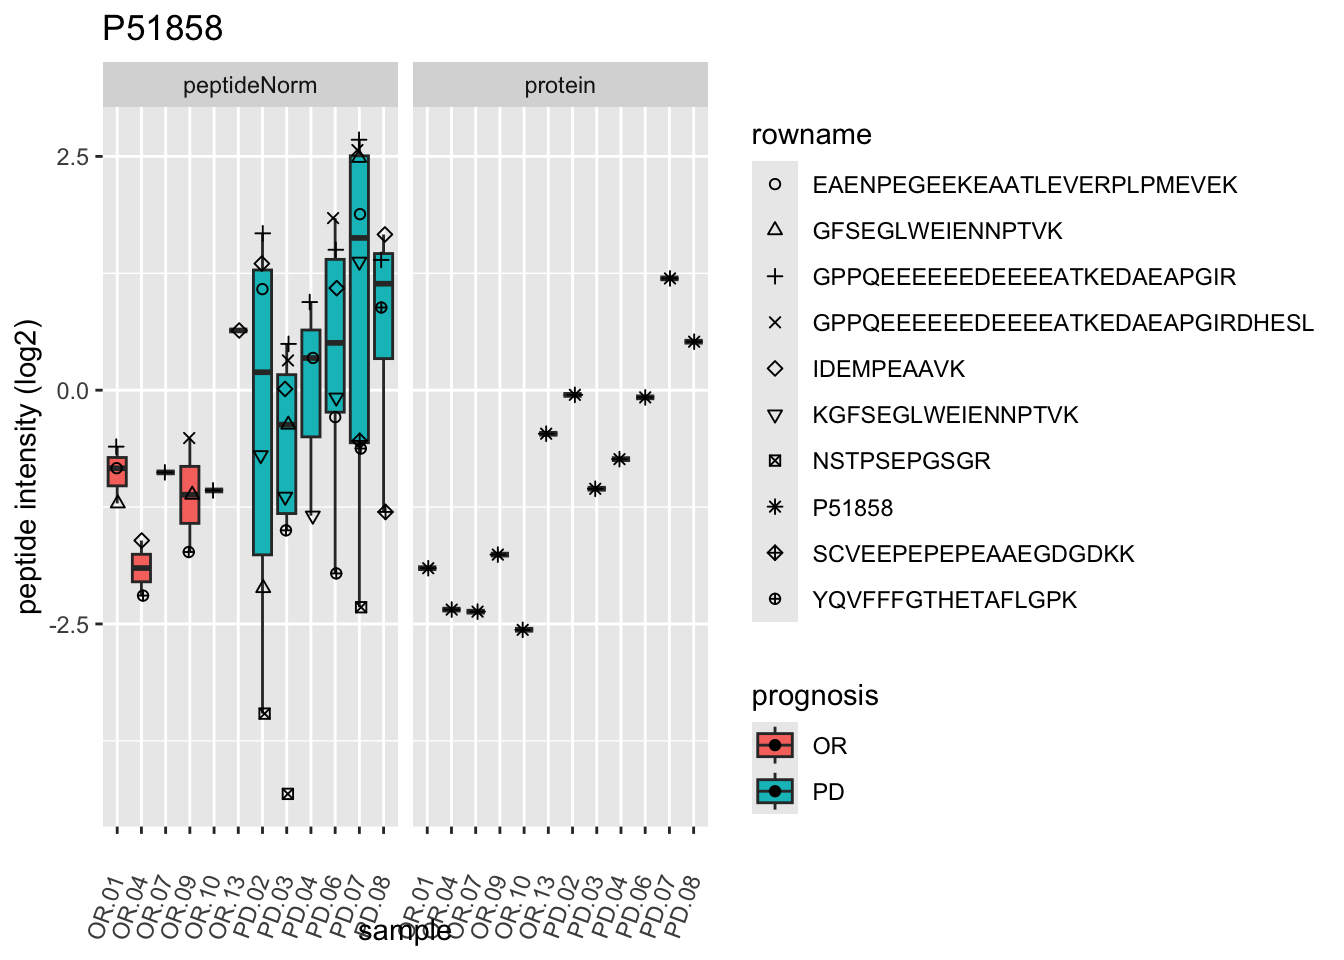 P51858
peptideNorm
protein
peptide intensity (log2)
2.5
0.0
-2.5
OR.01
OR.04
OR.07
OR.09
OR.10
OR.13
PD.02
PD.03
PD.04
PD.06
PD.07
PD.08
OR.01
OR.04
OR.07
OR.09
OR.10
OR.13
PD.02
PD.03
PD.04
PD.06
PD.07
PD.08
sample
rowname
EAENPEGEEKEAATLEVERPLPMEVEK
GFSEGLWEIENNPTVK
GPPQEEEEEEDEEEEATKEDAEAPGIR
GPPQEEEEEEDEEEEATKEDAEAPGIRDHESL
IDEMPEAAVK
KGFSEGLWEIENNPTVK
NSTPSEPGSGR
P51858
SCVEEPEPEPEAAEGDGDKK
YQVFFFGTHETAFLGPK
prognosis
OR
PD